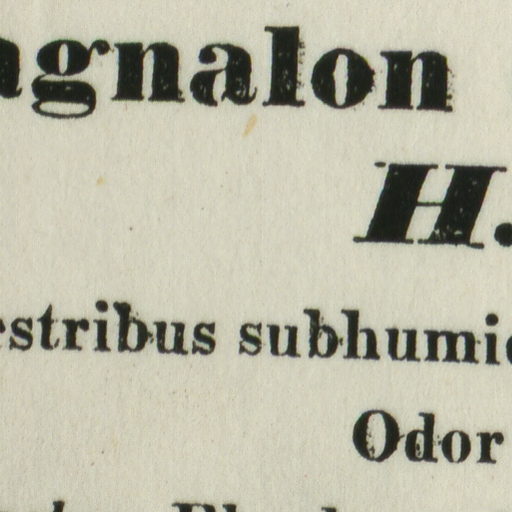 agnalon
H.
estribus subhumi
Odor